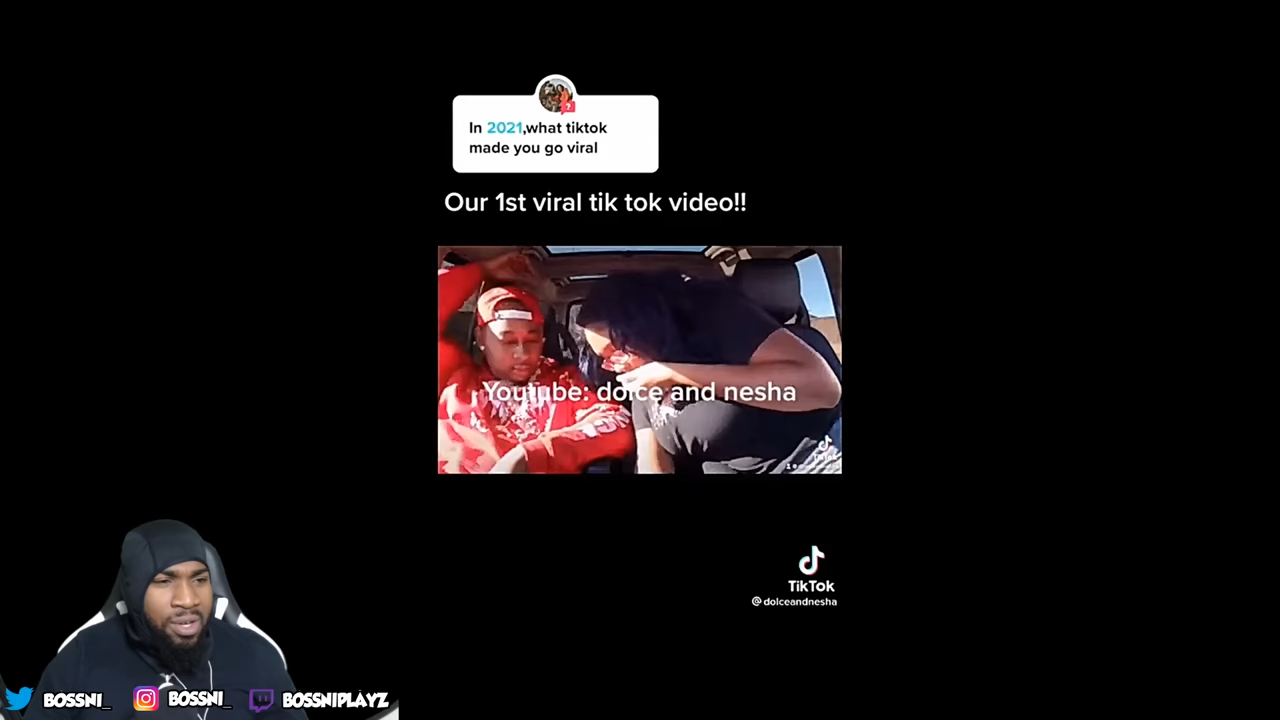 In 2021,what tiktok
made you go viral
Our 1st viral tik tok video!!
Youtube: dolce and nesha
TikTok
@dolceandnesha
BOSSNI_
BOSSNI_
BOSSNIPLAYZ